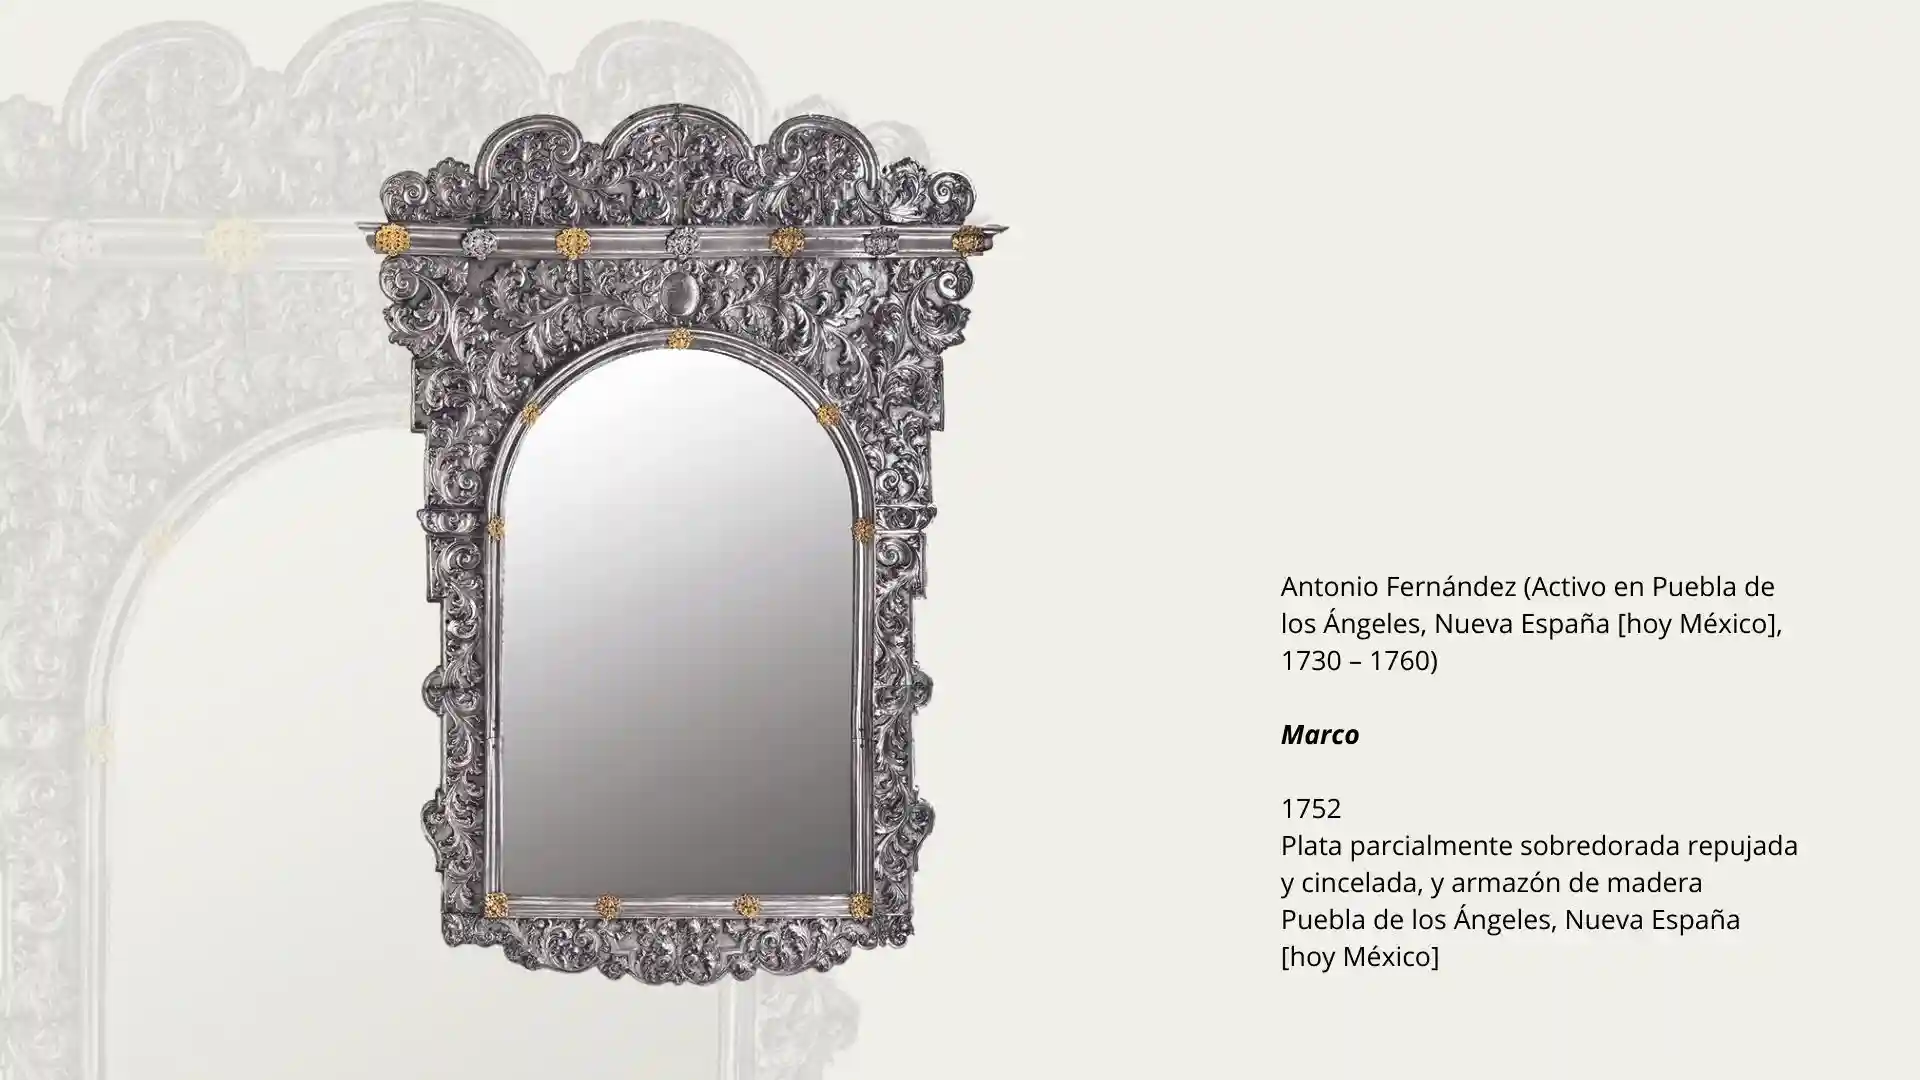 Antonio Fernández (Activo en Puebla de
los Ángeles, Nueva España [hoy México],
1730 – 1760)
Marco
1752
Plata parcialmente sobredorada repujada
y cincelada, y armazón de madera
Puebla de los Ángeles, Nueva España
[hoy México]